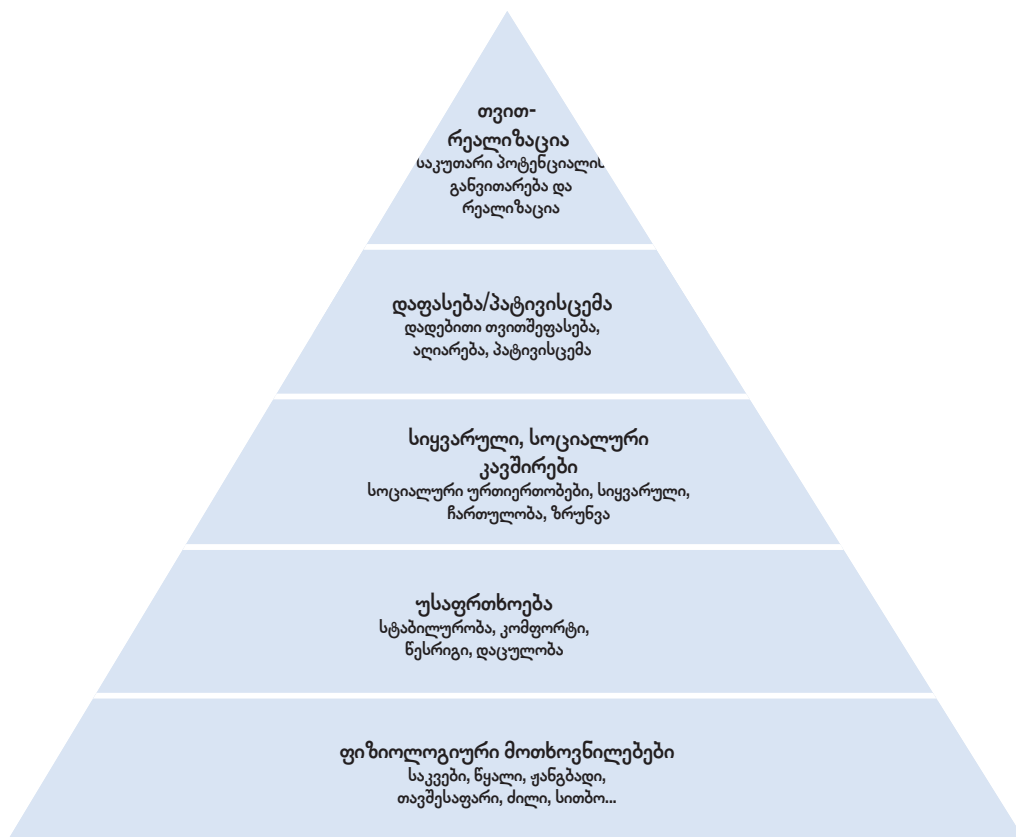 თვით-
რეალიზაცია
საკუთარი პოტენციალის
განვითარება და
რეალიზაცია
დაფასება/პატივისცემა
დადებითი თვითშეფასება,
აღიარება, პატივისცემა
სიყვარული, სოციალური
კავშირები
სოციალური ურთიერთობები, სიყვარული,
ჩართულობა, ზრუნვა
უსაფრთხოება
სტაბილურობა, კომფორტი,
წესრიგი, დაცულობა
ფიზიოლოგიური მოთხოვნილებები
საკვები, წყალი, ჟანგბადი,
თავშესაფარი, ძილი, სითბო...